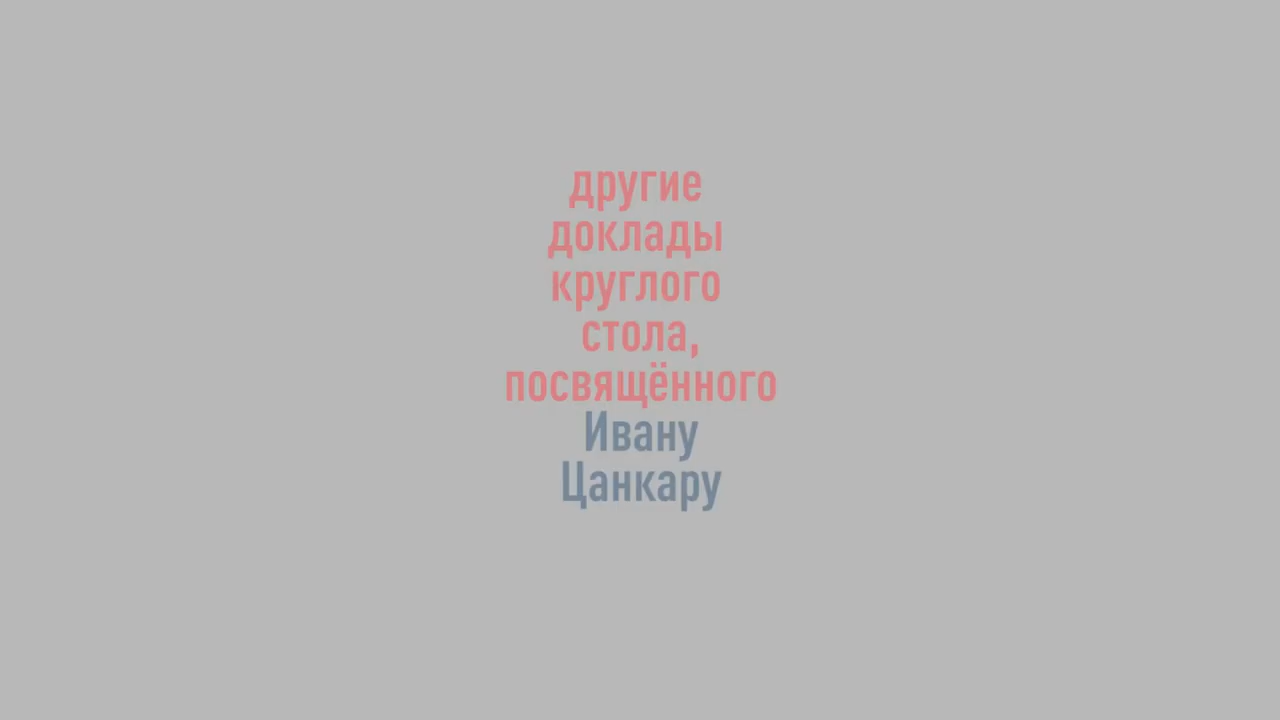 другие
доклады
круглого
стола,
посвящённого
Ивану
Цанкару